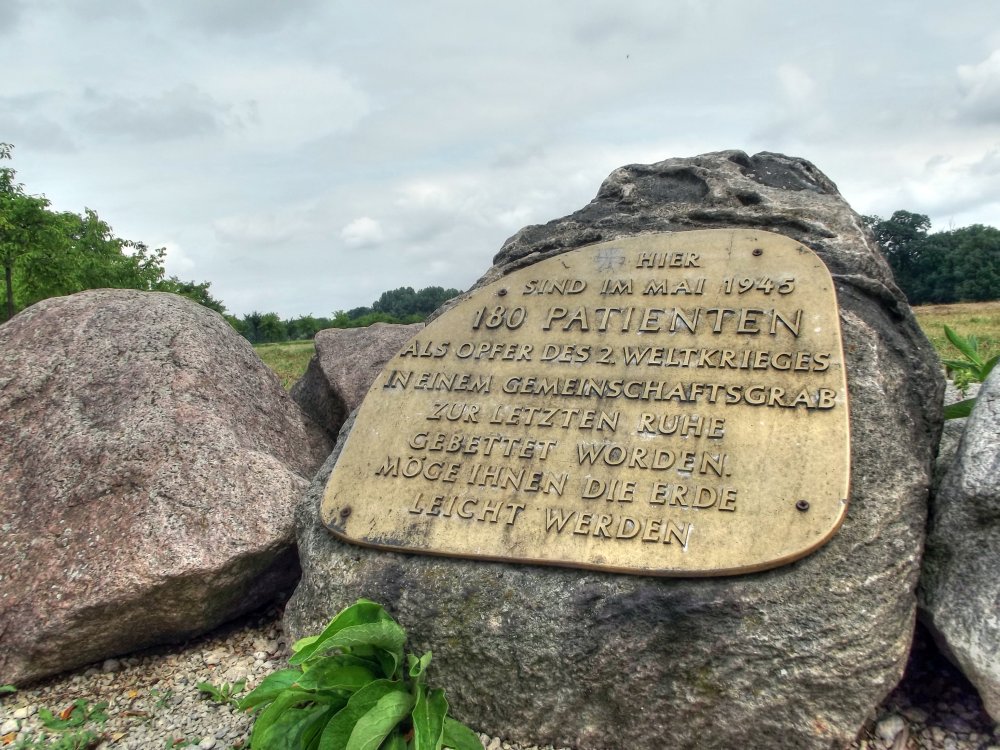 HIER
SIND IM MAI 1945
180 PATIENTEN
ALS OPFER DES 2. WELTKRIEGES
IN EINEM GEMEINSCHAFTSGRAB
ZUR LETZTEN RUHE
GEBETTET WORDEN.
MÖGE IHNEN DIE ERDE
LEICHT WERDEN